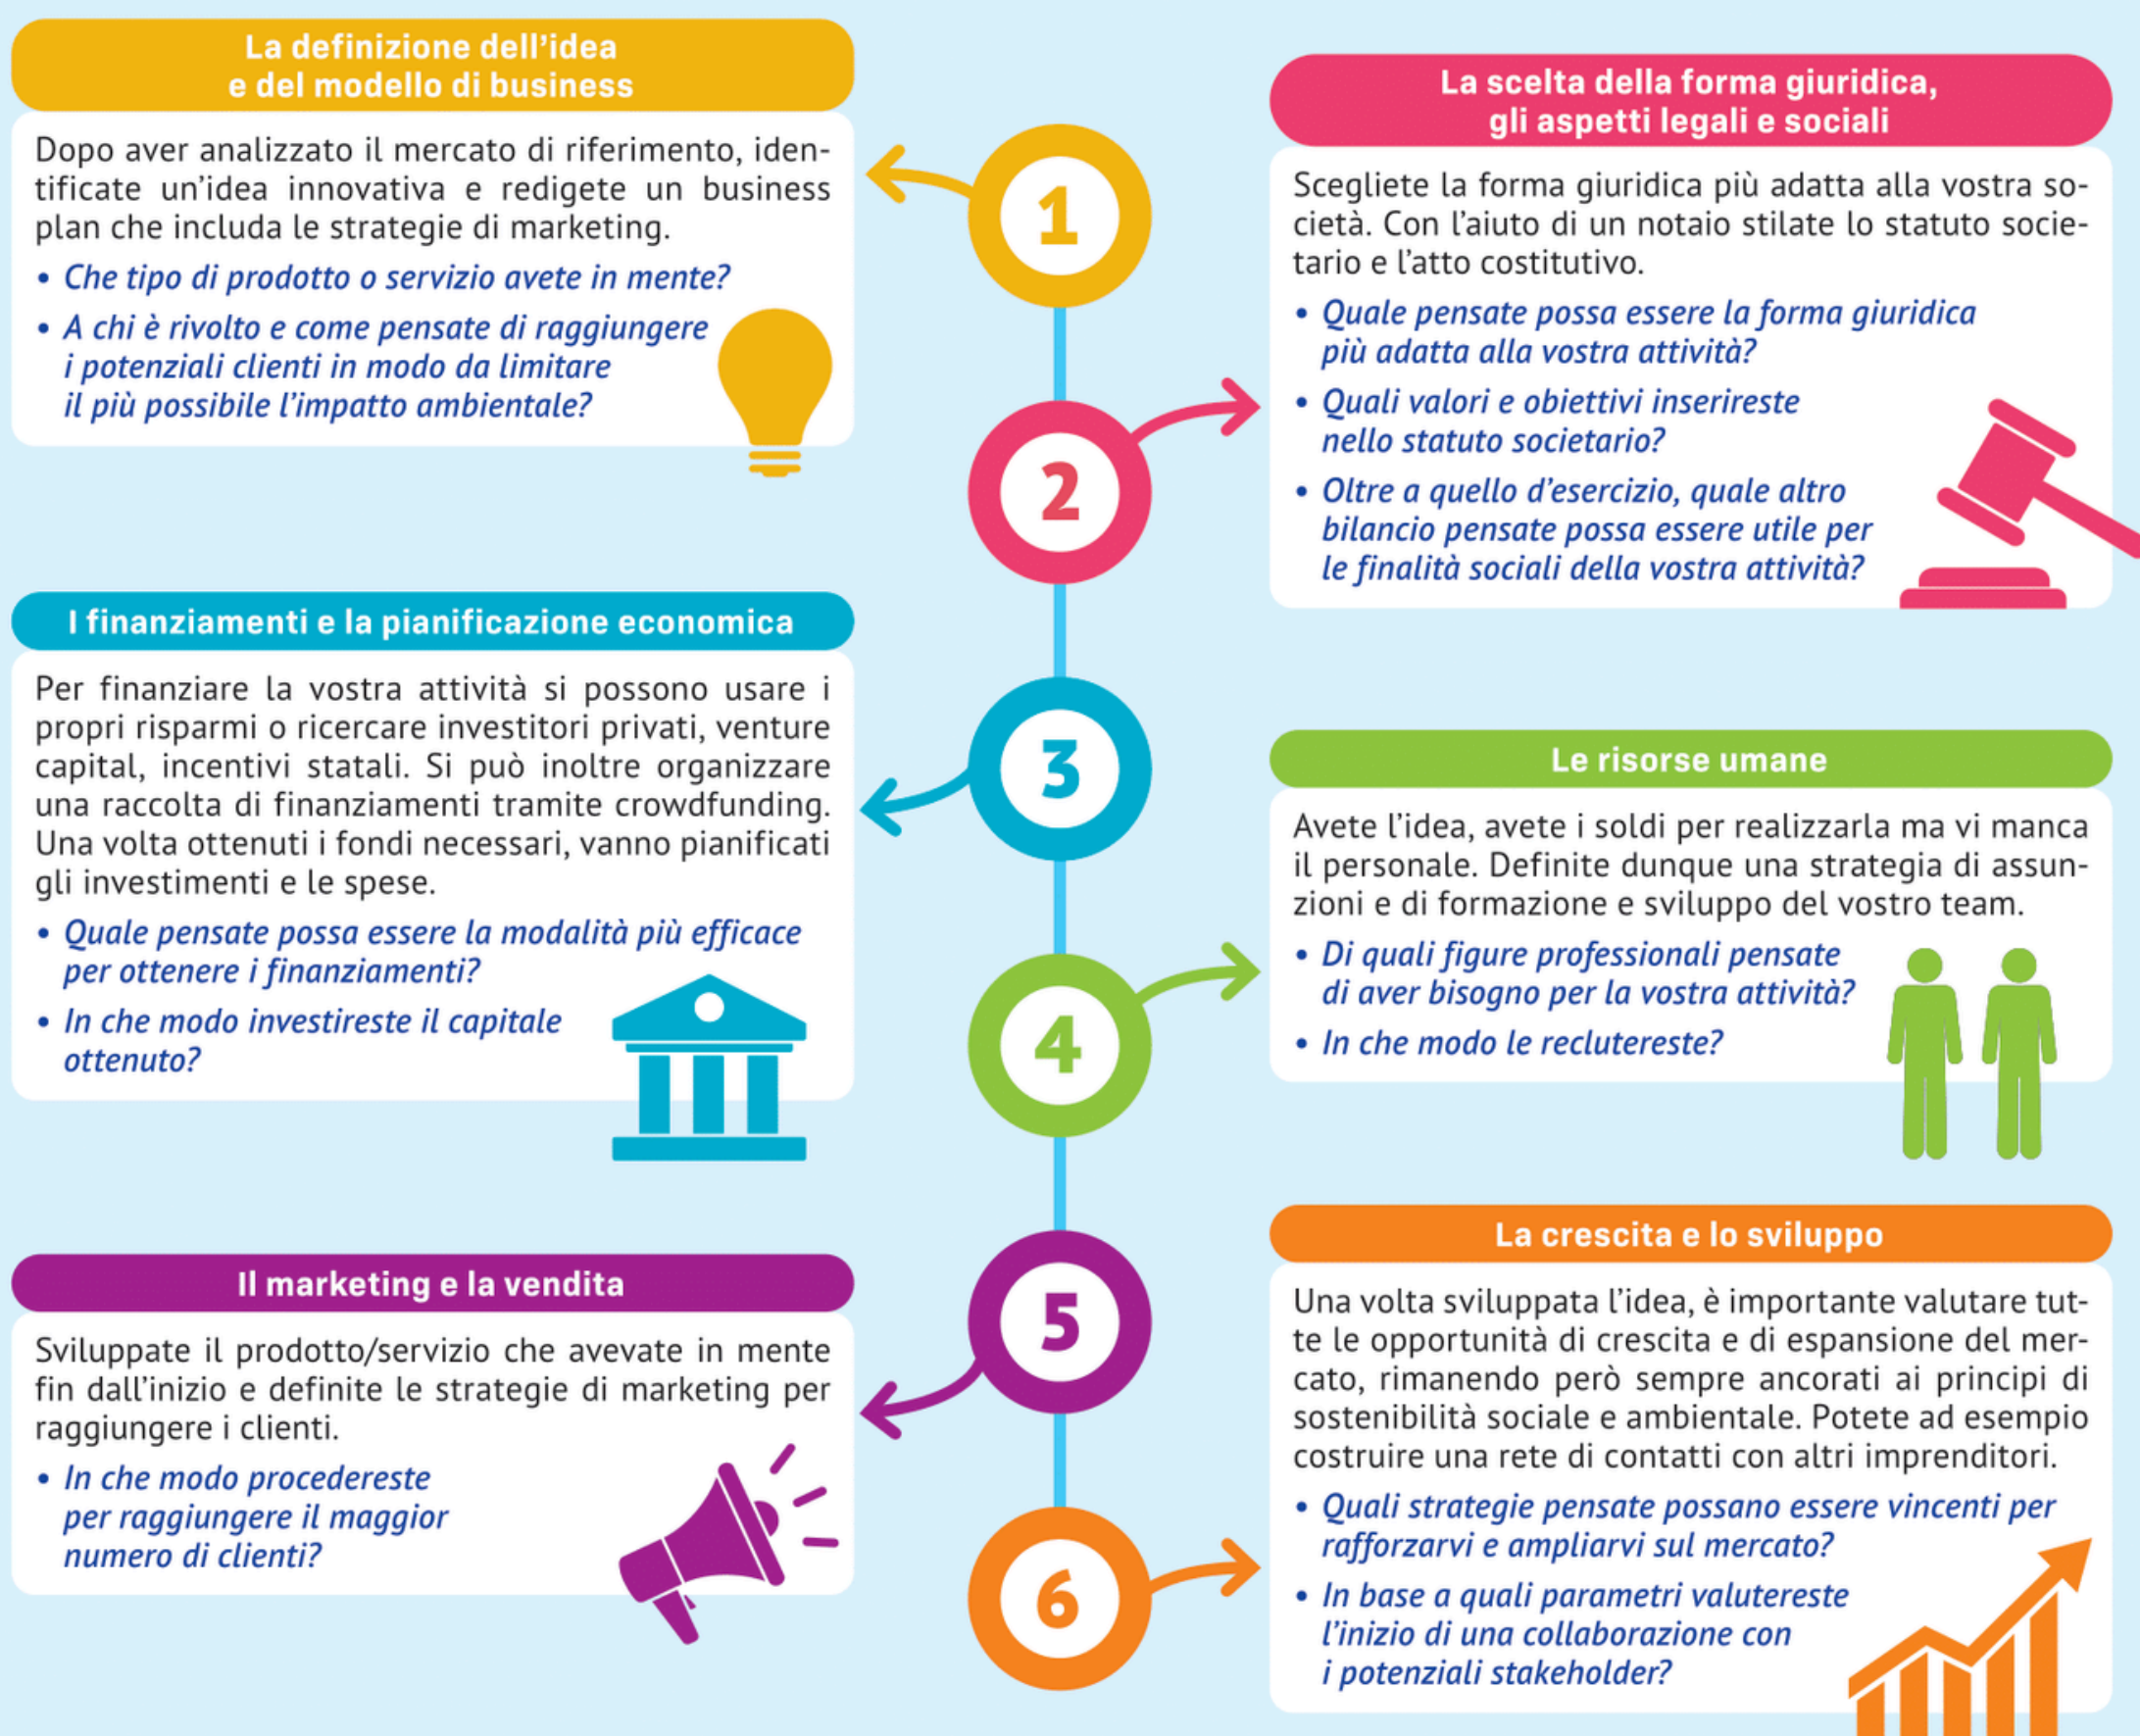 La definizione dell'idea
e del modello di business
Dopo aver analizzato il mercato di riferimento, iden-
tificate un'idea innovativa e redigete un business
plan che includa le strategie di marketing.
• Che tipo di prodotto o servizio avete in mente?
• A chi è rivolto e come pensate di raggiungere
i potenziali clienti in modo da limitare
il più possibile l'impatto ambientale?
1
La scelta della forma giuridica,
gli aspetti legali e sociali
Scegliete la forma giuridica più adatta alla vostra so-
cietà. Con l'aiuto di un notaio stilate lo statuto socie-
tario e l'atto costitutivo.
• Quale pensate possa essere la forma giuridica
più adatta alla vostra attività?
• Quali valori e obiettivi inserireste
nello statuto societario?
• Oltre a quello d'esercizio, quale altro
bilancio pensate possa essere utile per
le finalità sociali della vostra attività?
2
I finanziamenti e la pianificazione economica
Per finanziare la vostra attività si possono usare i
propri risparmi o ricercare investitori privati, venture
capital, incentivi statali. Si può inoltre organizzare
una raccolta di finanziamenti tramite crowdfunding.
Una volta ottenuti i fondi necessari, vanno pianificati
gli investimenti e le spese.
• Quale pensate possa essere la modalità più efficace
per ottenere i finanziamenti?
• In che modo investireste il capitale
ottenuto?
3
Le risorse umane
Avete l'idea, avete i soldi per realizzarla ma vi manca
il personale. Definite dunque una strategia di assun-
zioni e di formazione e sviluppo del vostro team.
• Di quali figure professionali pensate
di aver bisogno per la vostra attività?
• In che modo le reclutereste?
4
Il marketing e la vendita
Sviluppate il prodotto/servizio che avevate in mente
fin dall'inizio e definite le strategie di marketing per
raggiungere i clienti.
• In che modo procedereste
per raggiungere il maggior
numero di clienti?
5
La crescita e lo sviluppo
Una volta sviluppata l'idea, è importante valutare tut-
te le opportunità di crescita e di espansione del mer-
cato, rimanendo però sempre ancorati ai principi di
sostenibilità sociale e ambientale. Potete ad esempio
costruire una rete di contatti con altri imprenditori.
• Quali strategie pensate possano essere vincenti per
rafforzarvi e ampliarvi sul mercato?
• In base a quali parametri valutereste
l'inizio di una collaborazione con
i potenziali stakeholder?
6